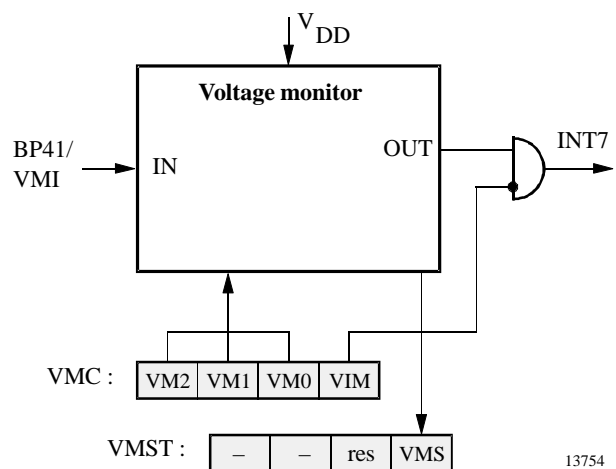 V DD
Voltage monitor
BP41/
VMI
IN
OUT
INT7
VMC : VM2 VM1 VM0 VIM
VMST : – – res VMS
13754